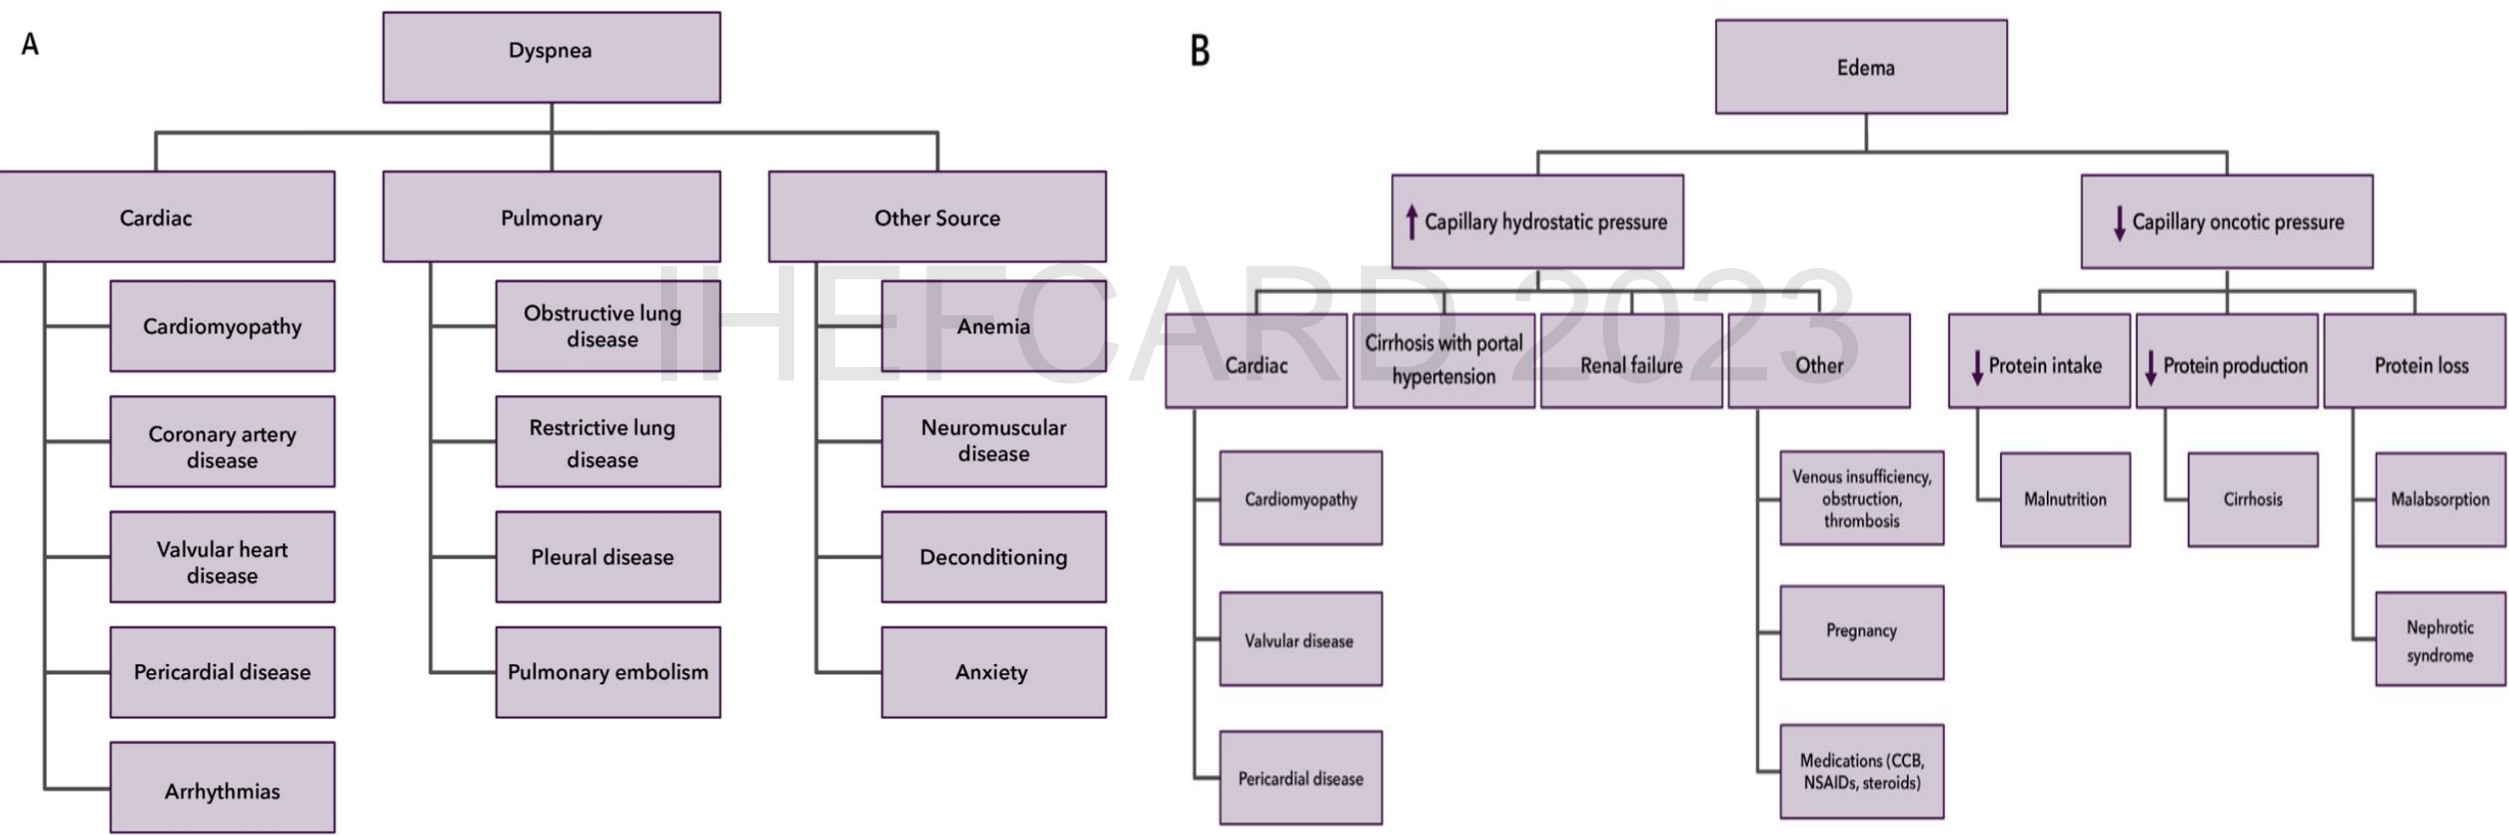 A
Dyspnea
Cardiac
Cardiomyopathy
Coronary artery
disease
Valvular heart
disease
Pericardial disease
Arrhythmias
Pulmonary
Obstructive lung
disease
Restrictive lung
disease
Pleural disease
Pulmonary embolism
Other Source
Anemia
Neuromuscular
disease
Deconditioning
Anxiety
B
Edema
↑ Capillary hydrostatic pressure
Cardiac
Cardiomyopathy
Valvular disease
Pericardial disease
Cirrhosis with portal
hypertension
Renal failure
Other
Venous insufficiency,
obstruction,
thrombosis
Pregnancy
Medications (CCB,
NSAIDs, steroids)
↓ Capillary oncotic pressure
↓ Protein intake
Malnutrition
↓ Protein production
Cirrhosis
Protein loss
Malabsorption
Nephrotic
syndrome
IHEFCARD 2023